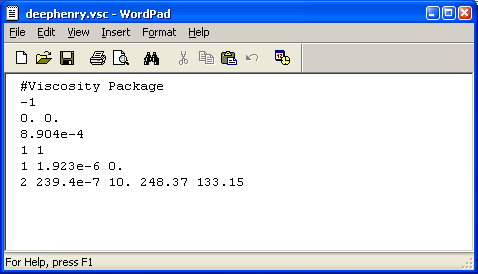 deephenry.vsc - WordPad
File Edit View Insert Format Help
#Viscosity Package
-1
0. 0.
8.904e-4
1 1
1 1.923e-6 0.
2 239.4e-7 10. 248.37 133.15
For Help, press F1